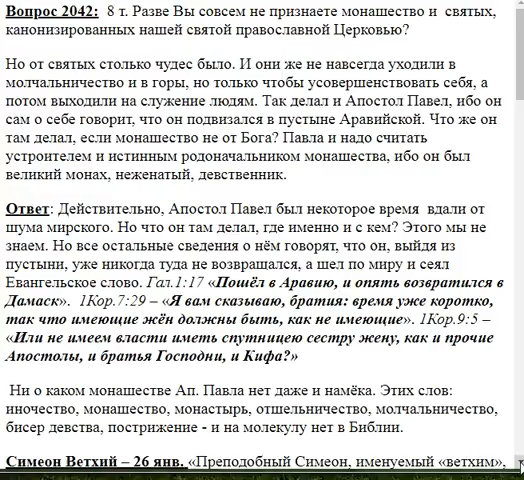 Вопрос 2042: 8 т. Разве Вы совсем не признаете монашество и святых,
канонизированных нашей святой православной Церковью?
Но от святых столько чудес было. И они же не навсегда уходили в
молчальничество и в горы, но только чтобы усовершенствовать себя, а
потом выходили на служение людям. Так делал и Апостол Павел, ибо он
сам о себе говорит, что он подвизался в пустыне Аравийской. Что же он
там делал, если монашество не от Бога? Павла и надо считать
устроителем и истинным родоначальником монашества, ибо он был
великий монах, неженатый, девственник.
Ответ: Действительно, Апостол Павел был некоторое время вдали от
шума мирского. Но что он там делал, где именно и с кем? Этого мы не
знаем. Но все остальные сведения о нём говорят, что он, выйдя из
пустыни, уже никогда туда не возвращался, а шел по миру и сеял
Евангельское слово. Гал.1:17 «Пошёл в Аравию, и опять возвратился в
Дамаск». 1Кор.7:29 – «Я вам сказываю, братия: время уже коротко,
так что имеющие жён должны быть, как не имеющие». 1Кор.9:5 –
«Или не имеем власти иметь спутницею сестру жену, как и прочие
Апостолы, и братья Господни, и Кифа?»
Ни о каком монашестве Ап. Павла нет даже и намёка. Этих слов:
иночество, монашество, монастырь, отшельничество, молчальничество,
бисер девства, пострижение - и на молекулу нет в Библии.
Симеон Ветхий – 26 янв. «Преподобный Симеон, именуемый «ветхим»,